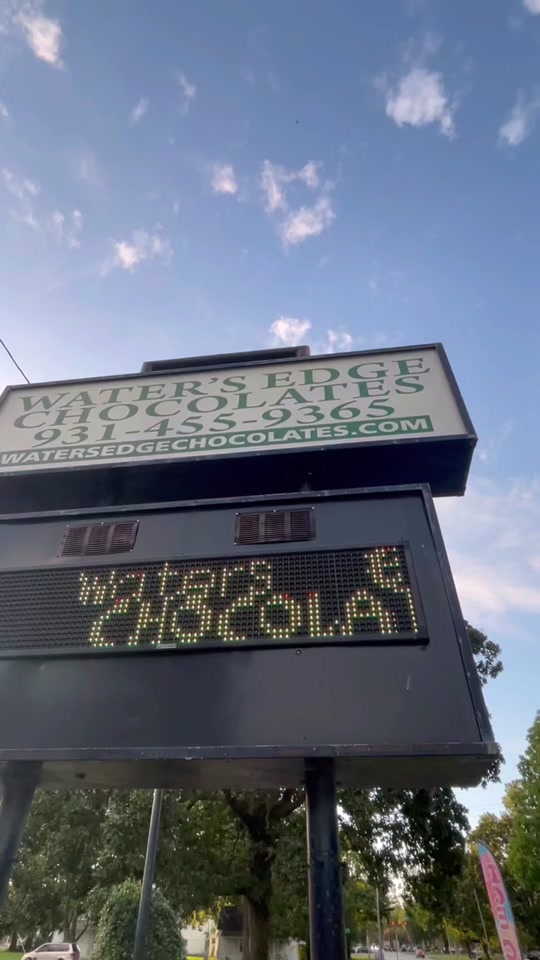 WATER'S EDGE
CHOCOLATES
931-455-9365
WATERSEDGECHOCOLATES.COM
Waters E
CHOCOLAT